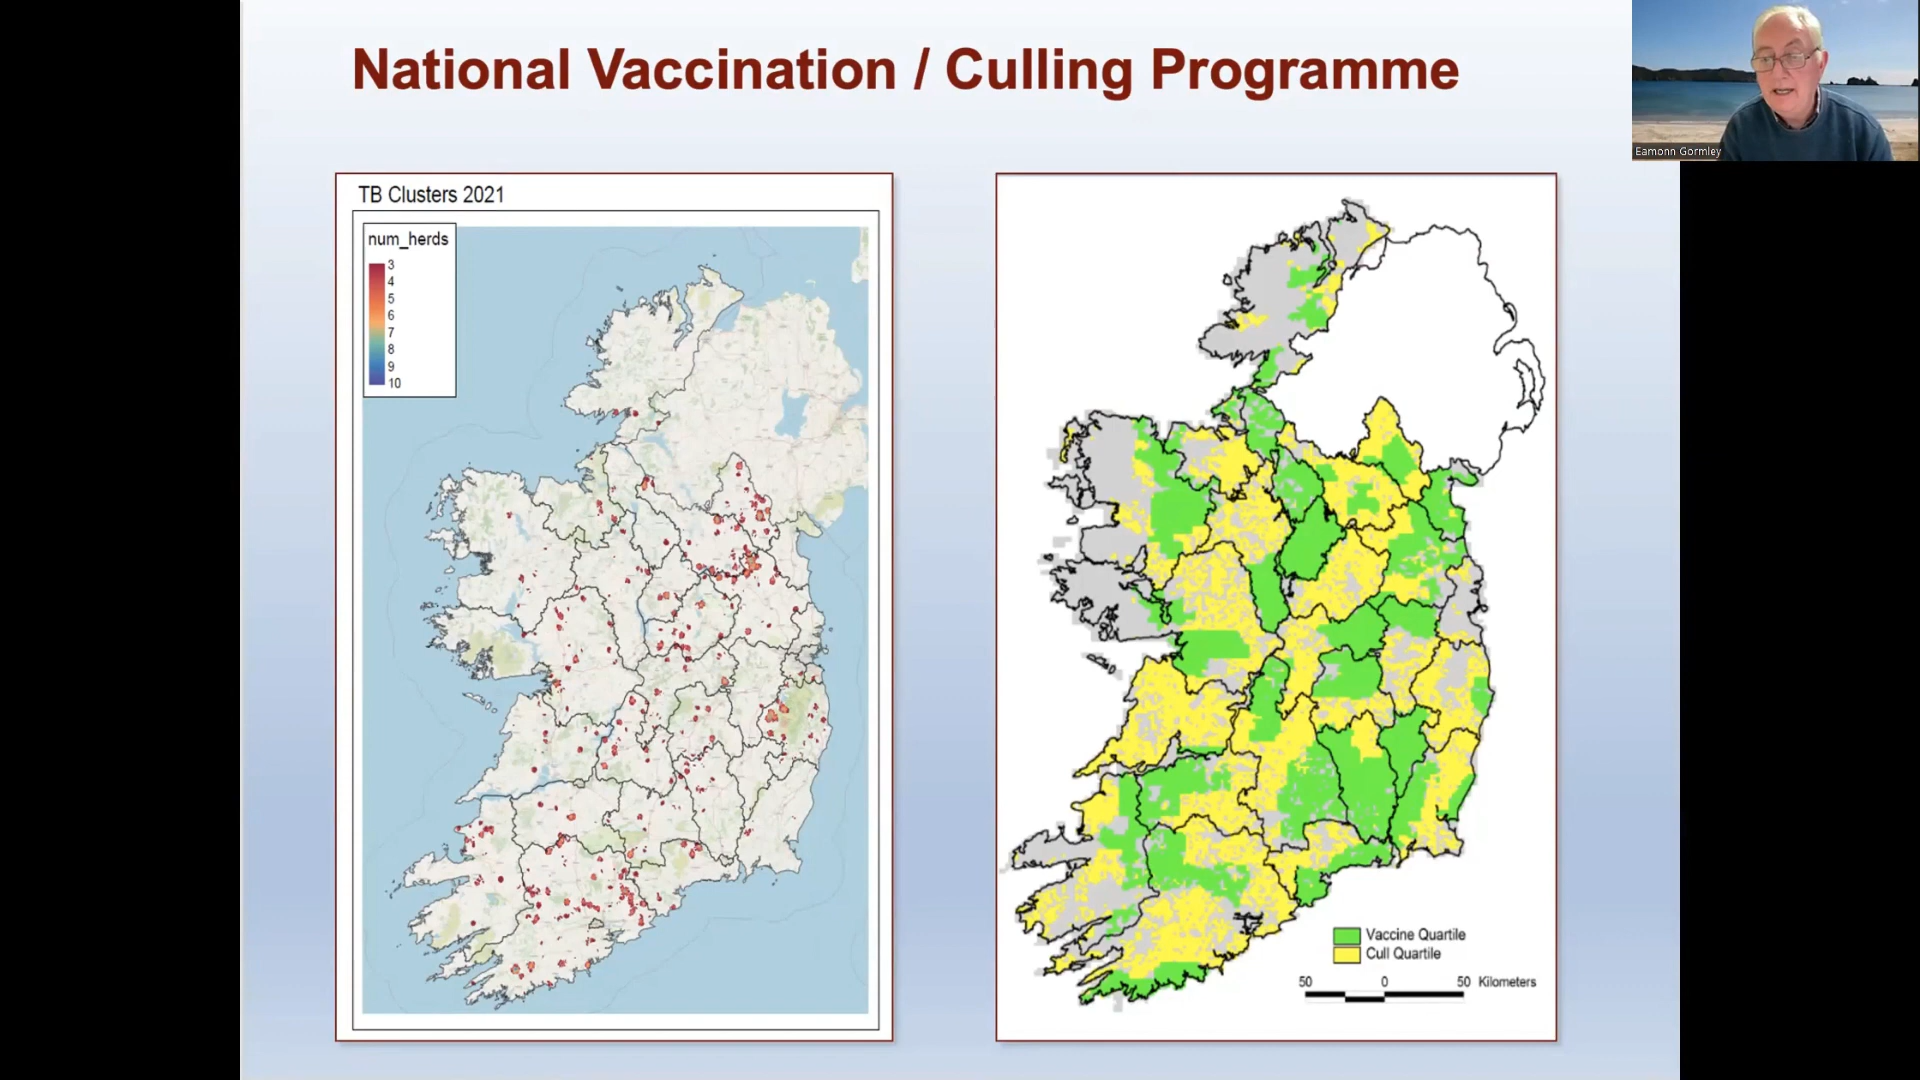 National Vaccination / Culling Programme
Eamonn Gormley
TB Clusters 2021
num_herds
3
4
5
6
7
8
9
10
Vaccine Quartile
Cull Quartile
50 0 50 Kilometers